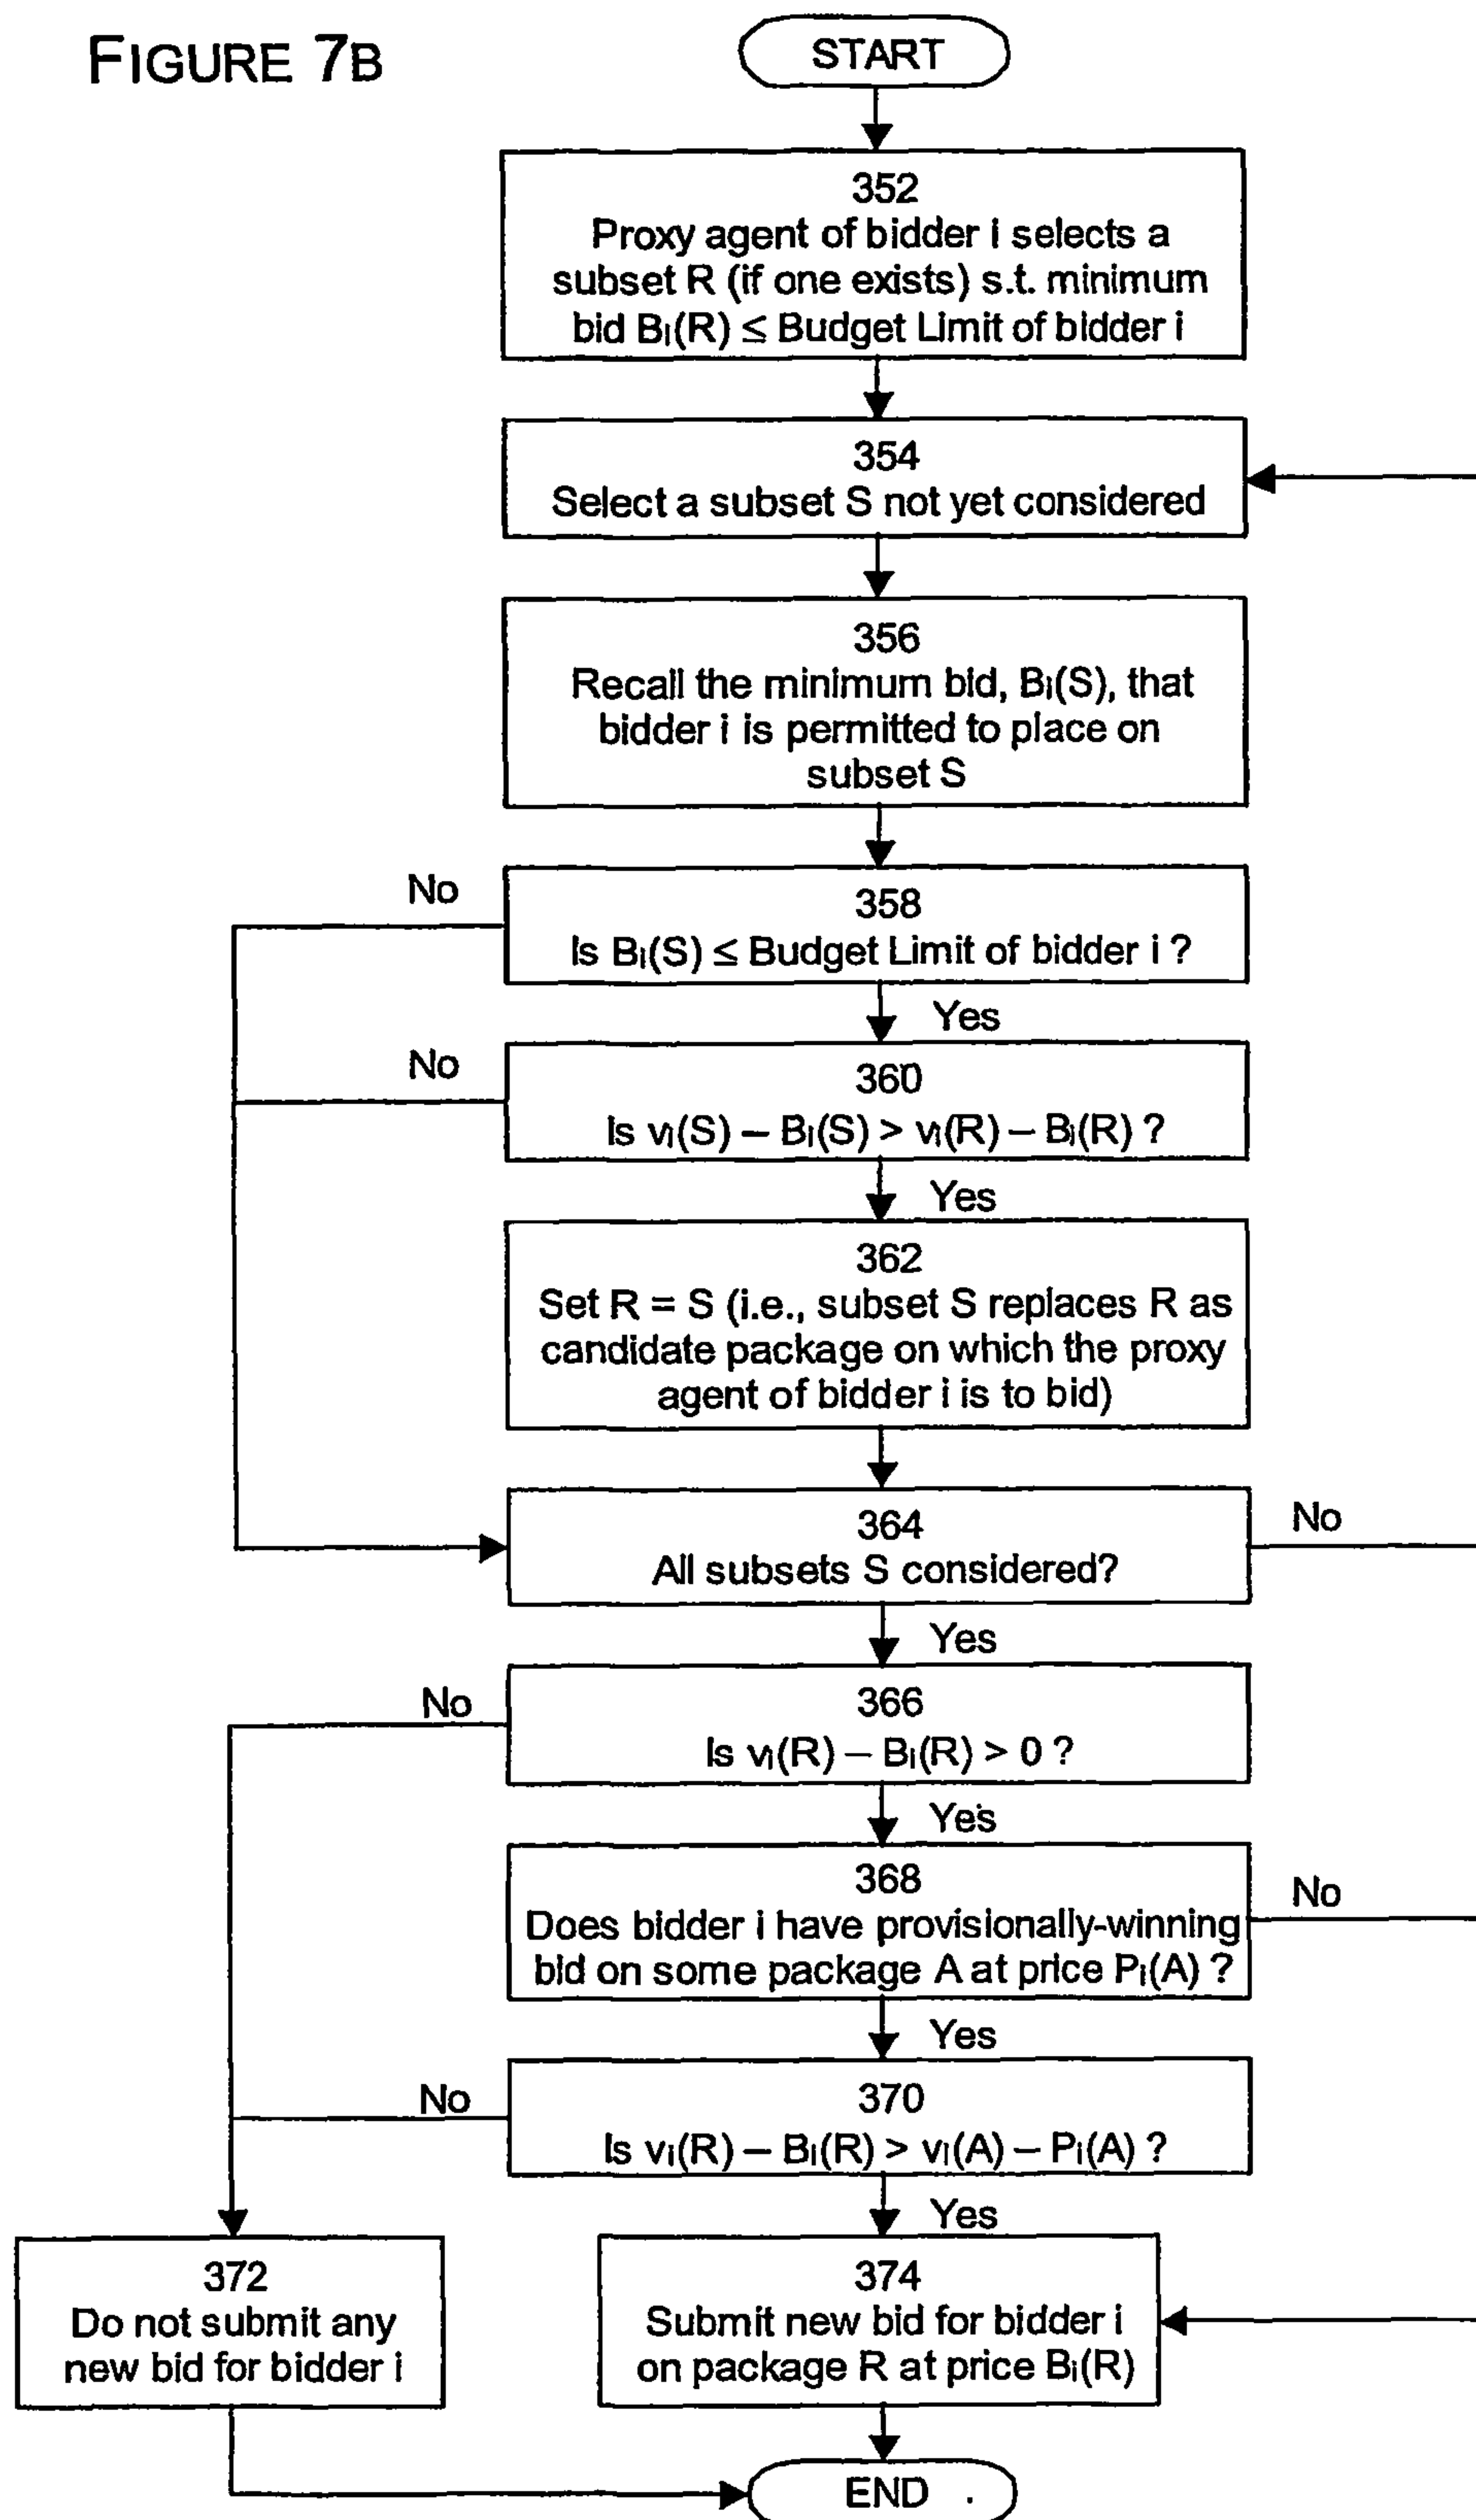 FIGURE 7B
START
352
Proxy agent of bidder i selects a
subset R (if one exists) s.t. minimum
bid Bi(R) ≤ Budget Limit of bidder i
354
Select a subset S not yet considered
356
Recall the minimum bid, Bi(S), that
bidder i is permitted to place on
subset S
No
358
Is Bi(S) ≤ Budget Limit of bidder i ?
Yes
No
360
Is vi(S) – Bi(S) > vi(R) – Bi(R) ?
Yes
362
Set R = S (i.e., subset S replaces R as
candidate package on which the proxy
agent of bidder i is to bid)
364
All subsets S considered?
No
Yes
No
366
Is vi(R) – Bi(R) > 0 ?
Yes
368
Does bidder i have provisionally-winning
bid on some package A at price Pi(A) ?
No
Yes
No
370
Is vi(R) – Bi(R) > vi(A) – Pi(A) ?
Yes
372
Do not submit any
new bid for bidder i
374
Submit new bid for bidder i
on package R at price Bi(R)
END